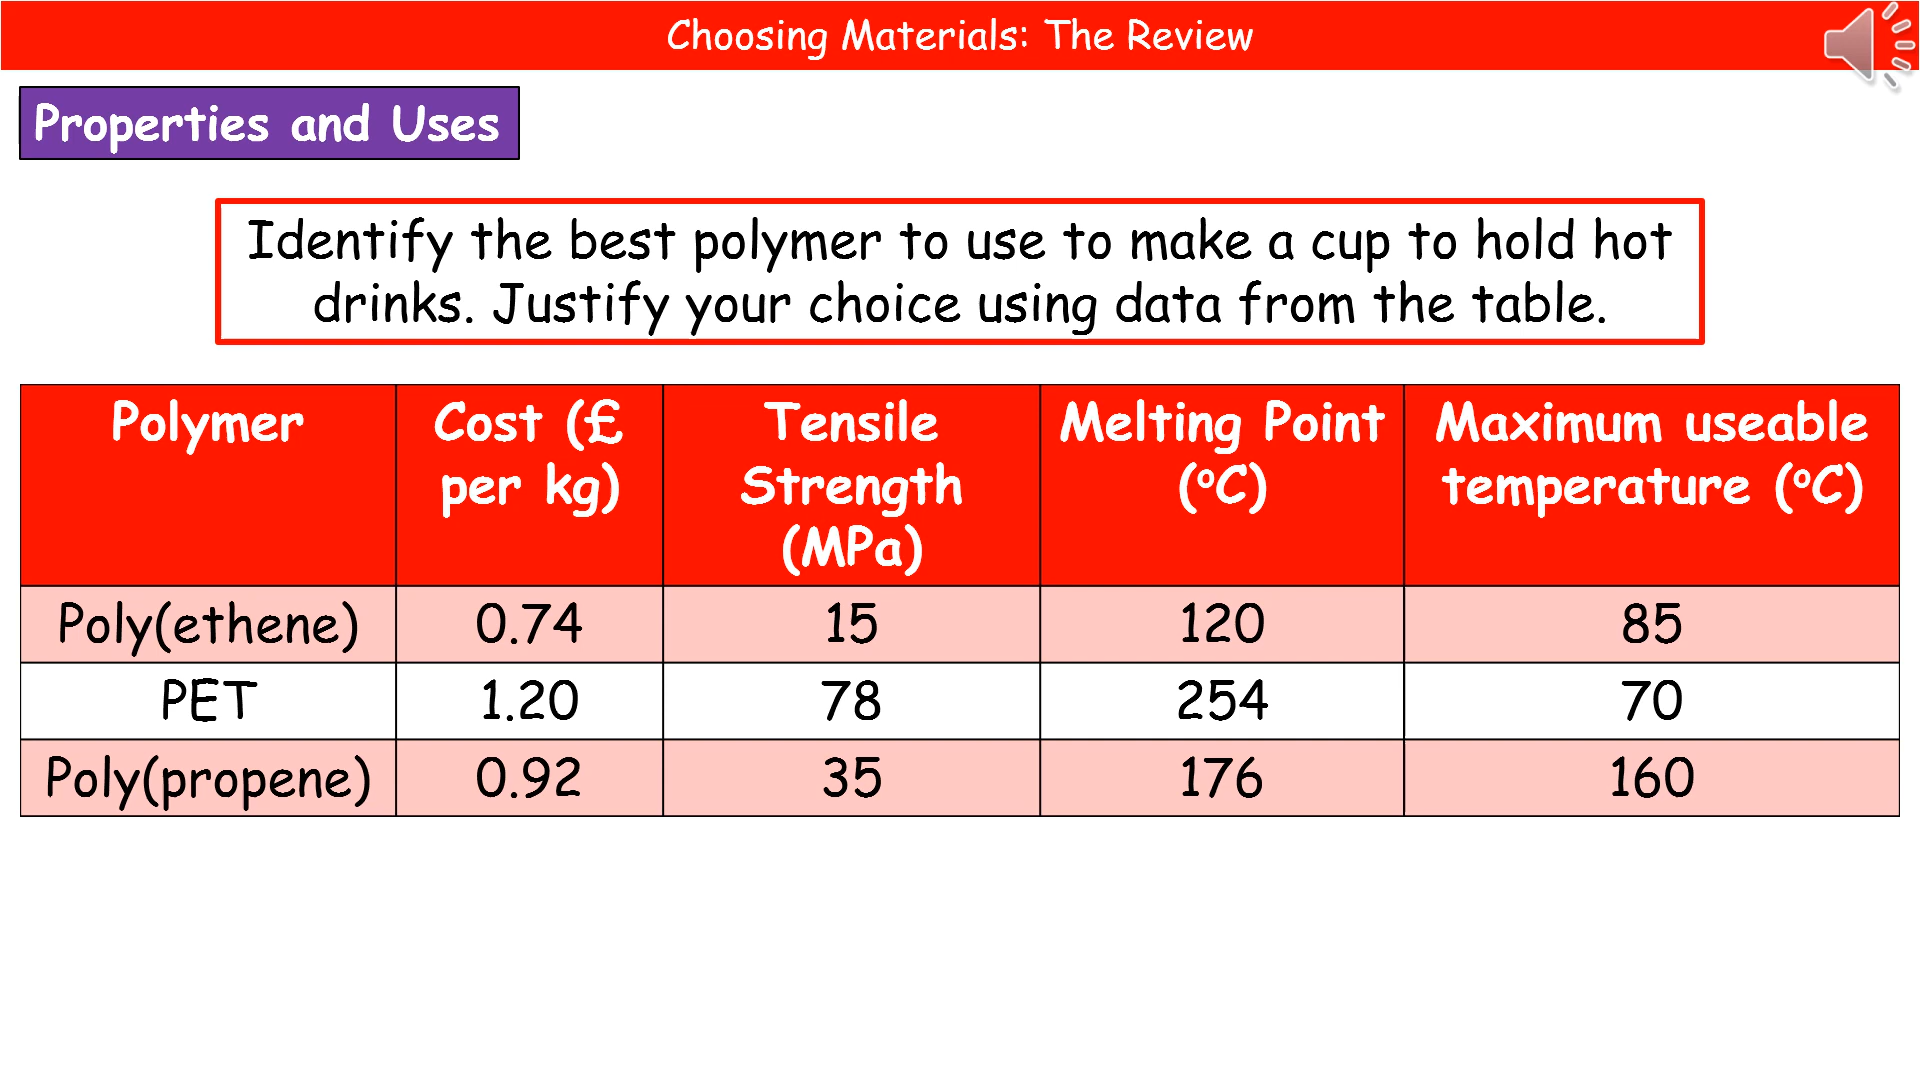 Choosing Materials: The Review
Properties and Uses
Identify the best polymer to use to make a cup to hold hot
drinks. Justify your choice using data from the table.
Polymer
Cost (£
per kg)
Tensile
Strength
(MPa)
Melting Point
(°C)
Maximum useable
temperature (°C)
Poly(ethene) 0.74 15 120 85
PET 1.20 78 254 70
Poly(propene) 0.92 35 176 160